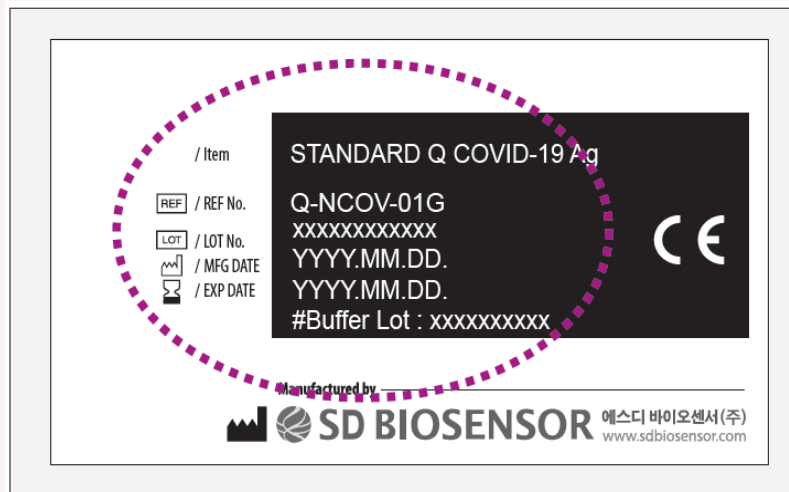 / Item STANDARD Q COVID-19 Ag
REF / REF No. Q-NCOV-01G
LOT / LOT No. xxxxxxxxxxxx
/ MFG DATE YYYY.MM.DD.
/ EXP DATE YYYY.MM.DD.
#Buffer Lot : xxxxxxxxxx
CE
Manufactured by
SD BIOSENSOR 에스디 바이오센서(주)
www.sdbiosensor.com